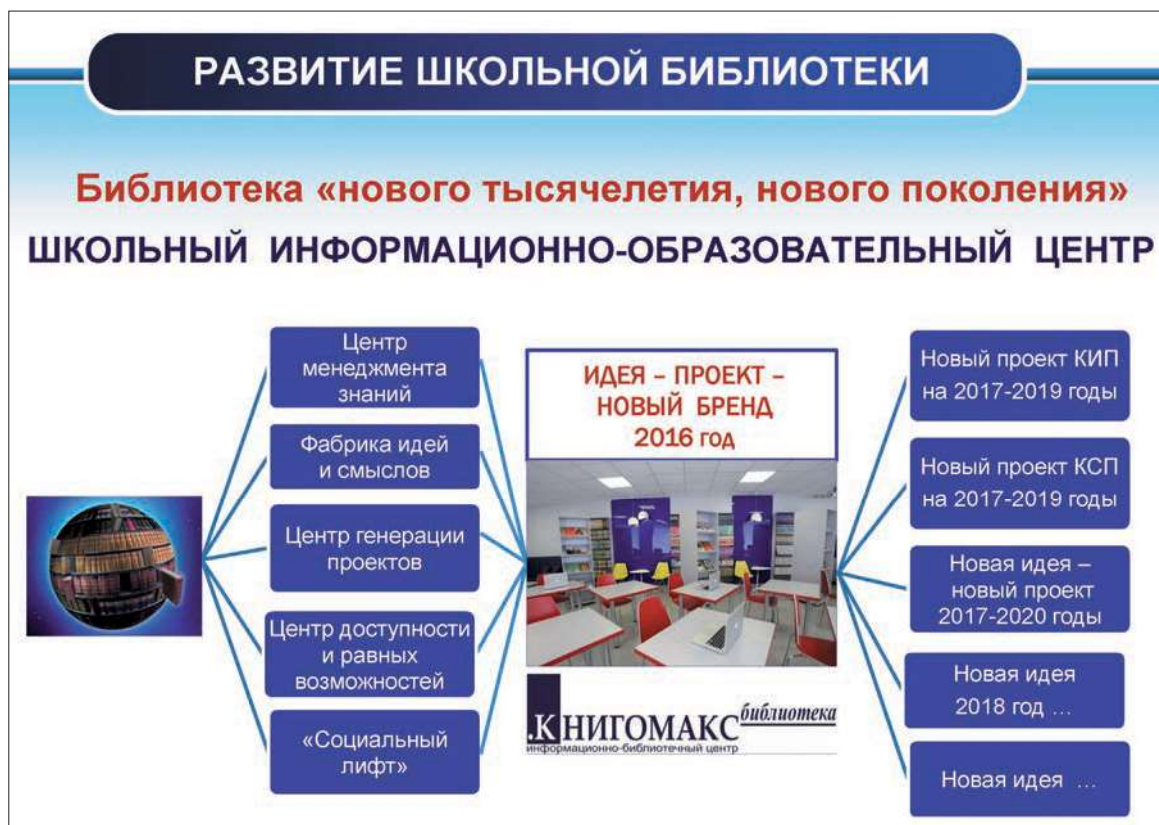 РАЗВИТИЕ ШКОЛЬНОЙ БИБЛИОТЕКИ
Библиотека «нового тысячелетия, нового поколения»
ШКОЛЬНЫЙ ИНФОРМАЦИОННО-ОБРАЗОВАТЕЛЬНЫЙ ЦЕНТР
Центр
менеджмента
знаний
Фабрика идей
и смыслов
Центр генерации
проектов
Центр доступности
и равных
возможностей
«Социальный
лифт»
ИДЕЯ – ПРОЕКТ –
НОВЫЙ БРЕНД
2016 год
.КНИГОМАКС библиотека
информационно-библиотечный центр
Новый проект КИП
на 2017-2019 годы
Новый проект КСП
на 2017-2019 годы
Новая идея –
новый проект
2017-2020 годы
Новая идея
2018 год ...
Новая идея ...